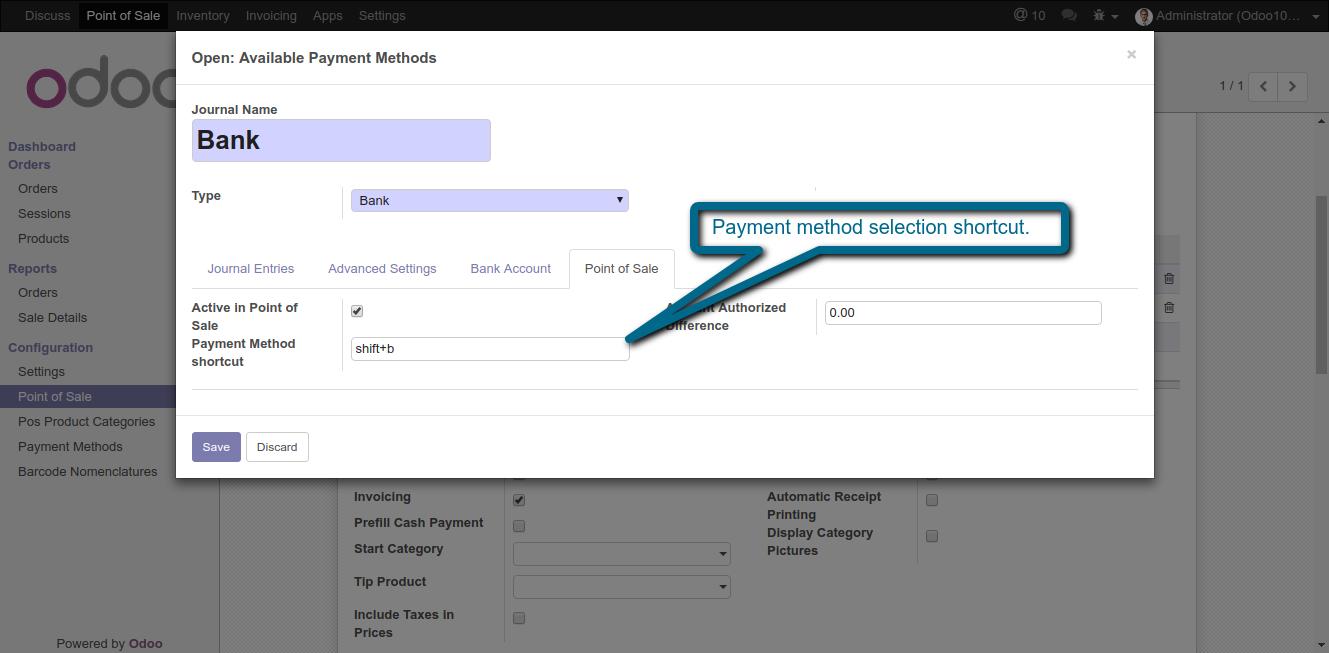 Discuss Point of Sale Inventory Invoicing Apps Settings @ 10 Administrator (Odoo10...
odoo
1 / 1
Dashboard
Orders
Orders
Sessions
Products
Reports
Orders
Sale Details
Configuration
Settings
Point of Sale
Pos Product Categories
Payment Methods
Barcode Nomenclatures
Powered by Odoo
Open: Available Payment Methods ×
Journal Name
Bank
Type Bank
Payment method selection shortcut.
Journal Entries Advanced Settings Bank Account Point of Sale
Active in Point of
Sale
Payment Method
shortcut
shift+b
Authorized
Difference
0.00
Save Discard
Invoicing
Prefill Cash Payment
Start Category
Tip Product
Include Taxes in
Prices
Automatic Receipt
Printing
Display Category
Pictures